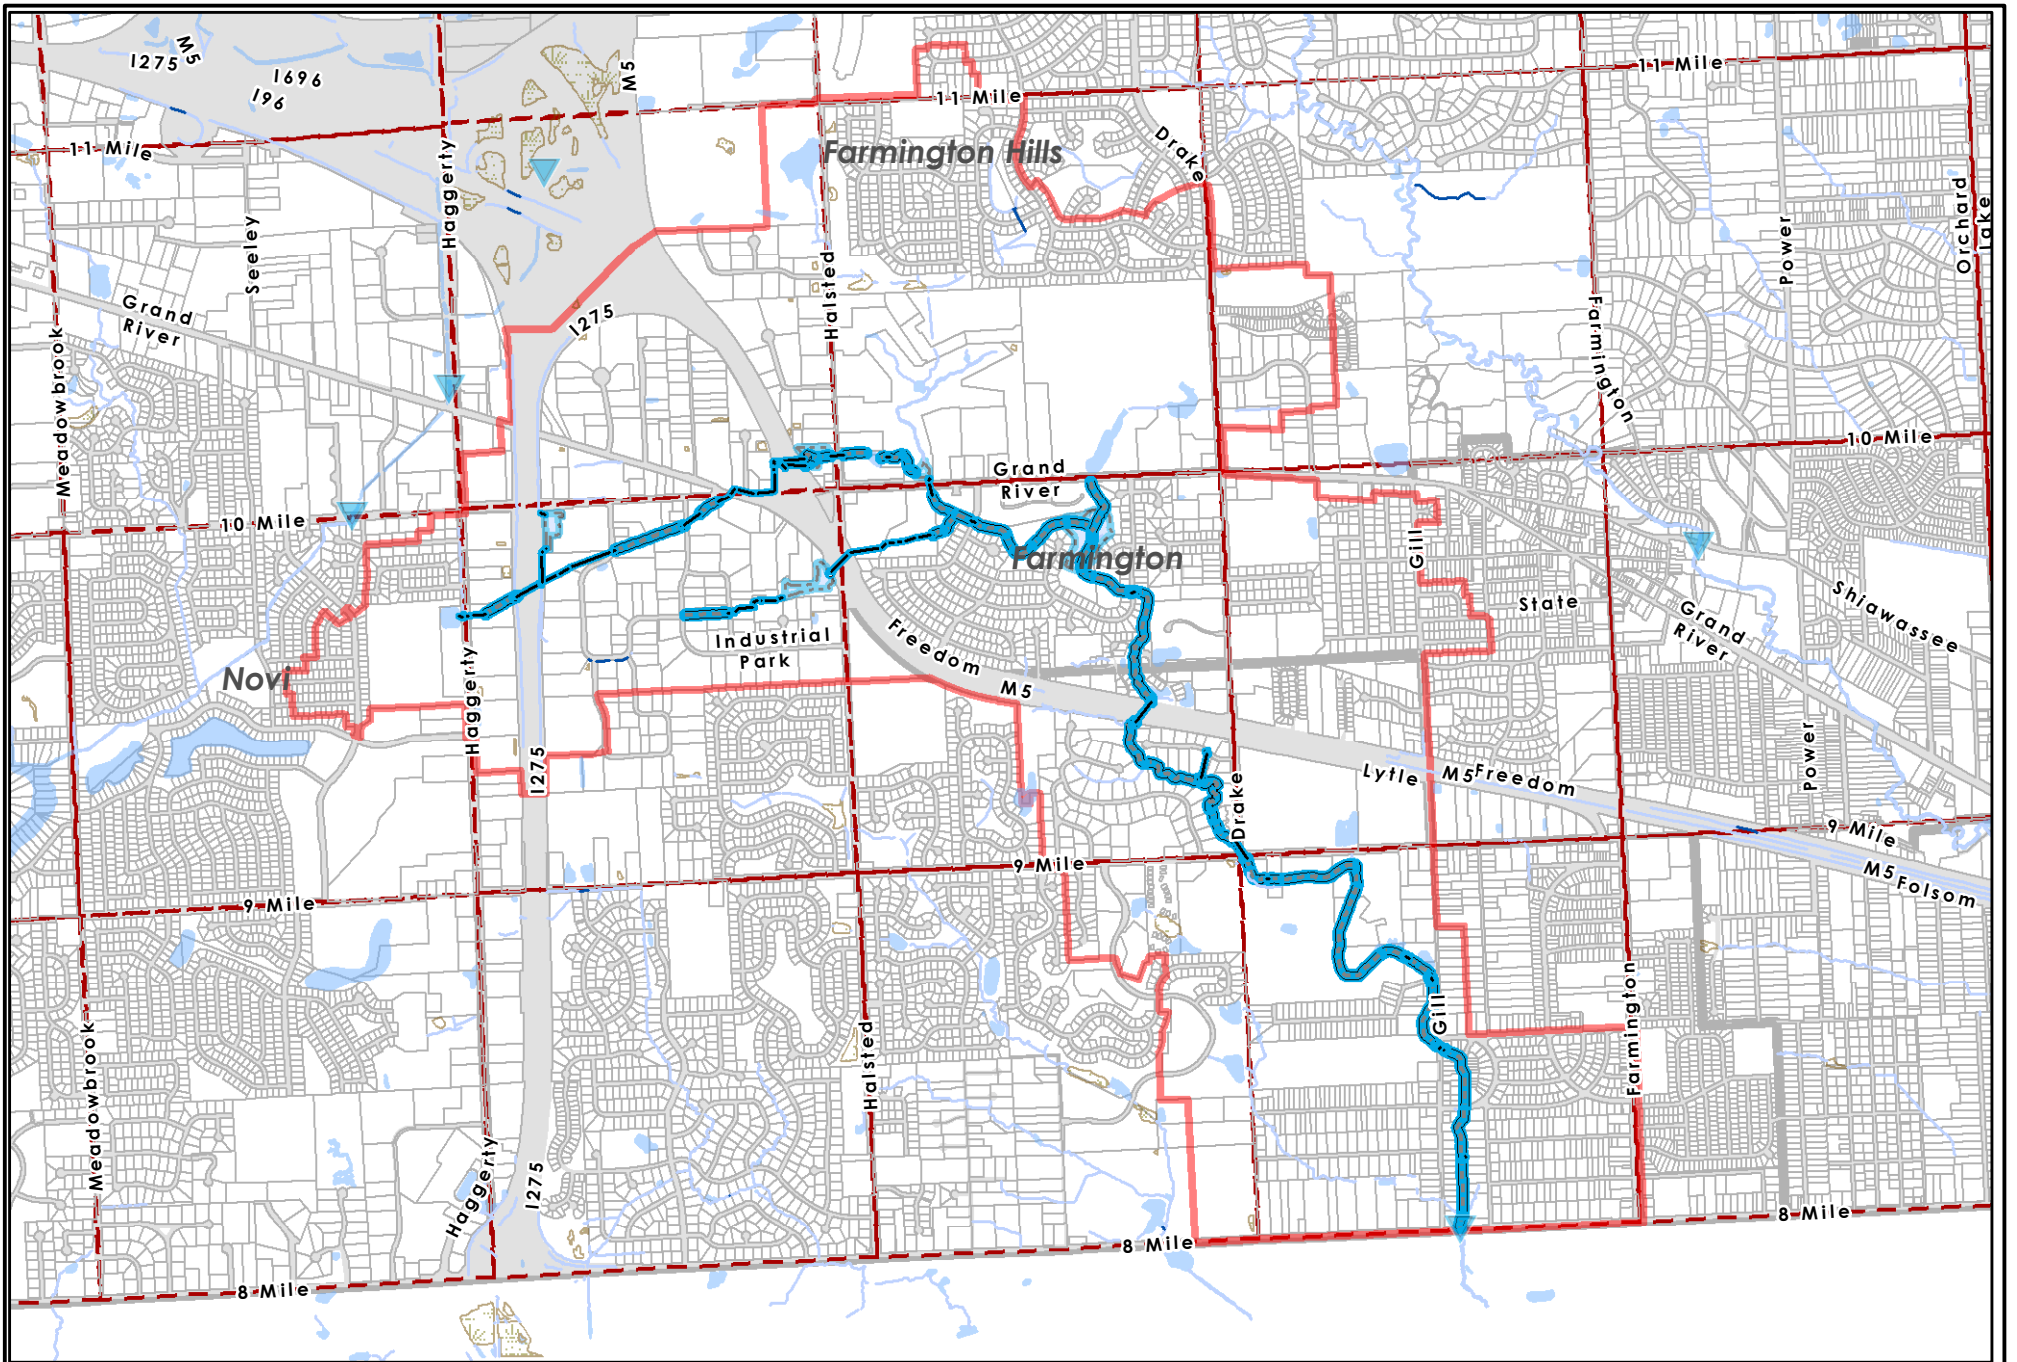 M5
I275
I696
I96
M5
11 Mile
11 Mile
11 Mile
Farmington Hills
Drake
Haggerty
Seeley
Halsted
Power
Orchard
Lake
Grand
River
I275
Meadowbrook
Farmington
10 Mile
Grand
River
10 Mile
Farmington
Gill
State
Shiawassee
Grand
River
Industrial
Park
Freedom
M5
Novi
Haggerty
I275
Drake
Lytle
M5
Freedom
Power
9 Mile
9 Mile
M5
Folsom
9 Mile
Gill
Farmington
Meadowbrook
Halsted
Haggerty
I275
8 Mile
8 Mile
8 Mile